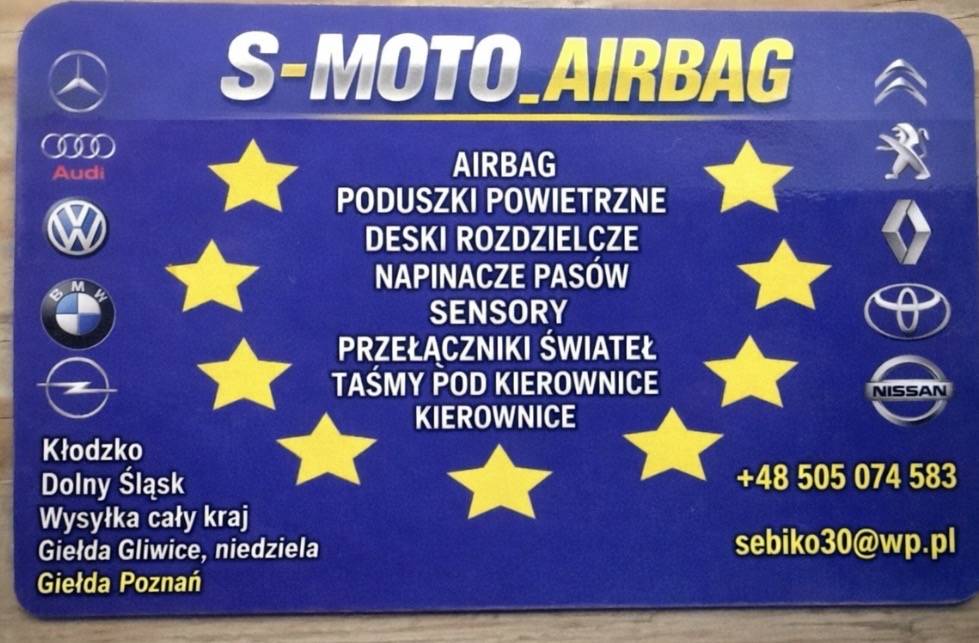 S-MOTO_AIRBAG
AIRBAG
PODUSZKI POWIETRZNE
DESKI ROZDZIELCZE
NAPINACZE PASÓW
SENSORY
PRZEŁĄCZNIKI ŚWIATEŁ
TAŚMY POD KIEROWNICE
KIEROWNICE
Audi
BMW
NISSAN
Kłodzko
Dolny Śląsk
Wysyłka cały kraj
Giełda Gliwice, niedziela
Giełda Poznań
+48 505 074 583
sebiko30@wp.pl